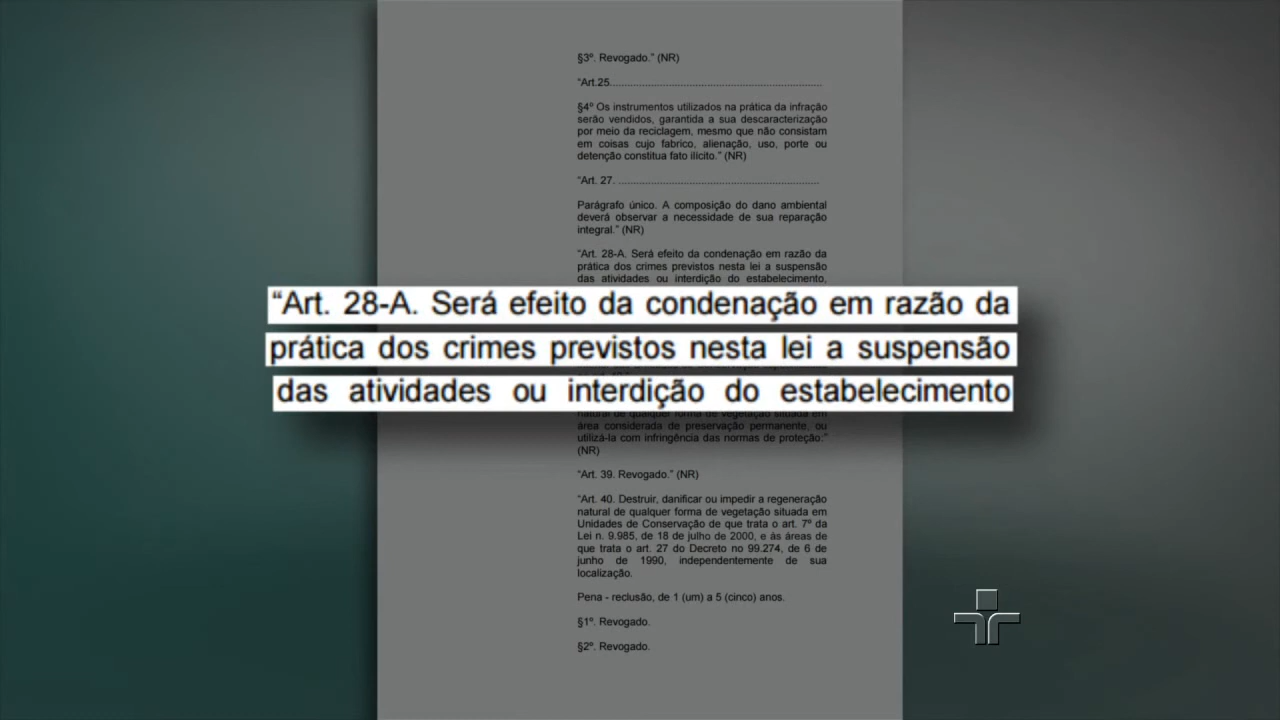 §3º. Revogado.” (NR)
“Art.25.........................................................................
§4º Os instrumentos utilizados na prática da infração
serão vendidos, garantida a sua descaracterização
por meio da reciclagem, mesmo que não consistam
em coisas cujo fabrico, alienação, uso, porte ou
detenção constitua fato ilícito.” (NR)
“Art. 27. .....................................................................
Parágrafo único. A composição do dano ambiental
deverá observar a necessidade de sua reparação
integral.” (NR)
“Art. 28-A. Será efeito da condenação em razão da
prática dos crimes previstos nesta lei a suspensão
das atividades ou interdição do estabelecimento,
“Art. 28-A. Será efeito da condenação em razão da
prática dos crimes previstos nesta lei a suspensão
das atividades ou interdição do estabelecimento
natural de qualquer forma de vegetação situada em
área considerada de preservação permanente, ou
utilizá-la com infringência das normas de proteção:”
(NR)
“Art. 39. Revogado.” (NR)
“Art. 40. Destruir, danificar ou impedir a regeneração
natural de qualquer forma de vegetação situada em
Unidades de Conservação de que trata o art. 7º da
Lei n. 9.985, de 18 de julho de 2000, e às áreas de
que trata o art. 27 do Decreto no 99.274, de 6 de
junho de 1990, independentemente de sua
localização.
Pena - reclusão, de 1 (um) a 5 (cinco) anos.
§1º. Revogado.
§2º. Revogado.